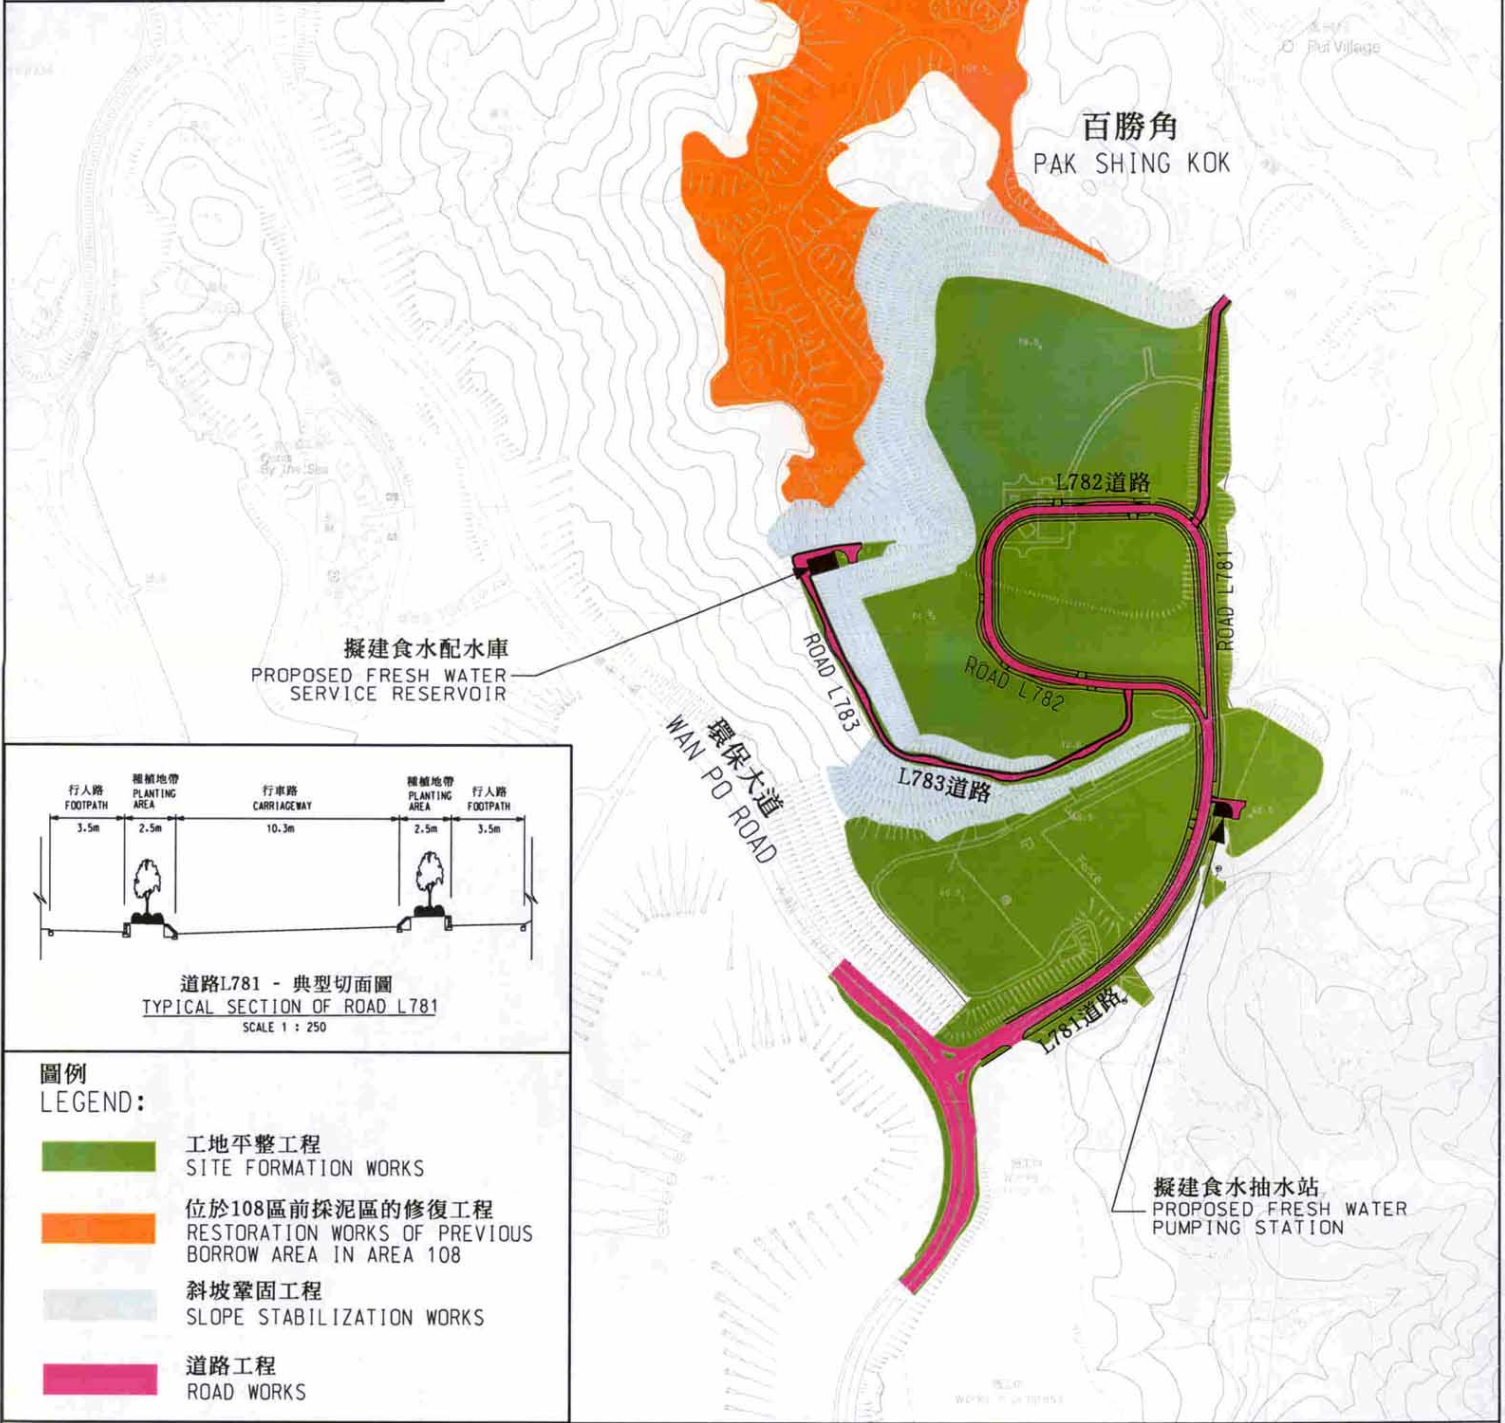 Pui Village
百勝角
PAK SHING KOK
By The Sea
L782道路
ROAD L781
ROAD L782
ROAD L783
L783道路
擬建食水配水庫
PROPOSED FRESH WATER
SERVICE RESERVOIR
環保大道
WAN PO ROAD
Fence
L781道路
擬建食水抽水站
PROPOSED FRESH WATER
PUMPING STATION
行人路
FOOTPATH
3.5m
種植地帶
PLANTING
AREA
2.5m
行車路
CARRIAGEWAY
10.3m
種植地帶
PLANTING
AREA
2.5m
行人路
FOOTPATH
3.5m
道路L781 - 典型切面圖
TYPICAL SECTION OF ROAD L781
SCALE 1 : 250
圖例
LEGEND:
工地平整工程
SITE FORMATION WORKS
位於108區前採泥區的修復工程
RESTORATION WORKS OF PREVIOUS
BORROW AREA IN AREA 108
斜坡鞏固工程
SLOPE STABILIZATION WORKS
道路工程
ROAD WORKS